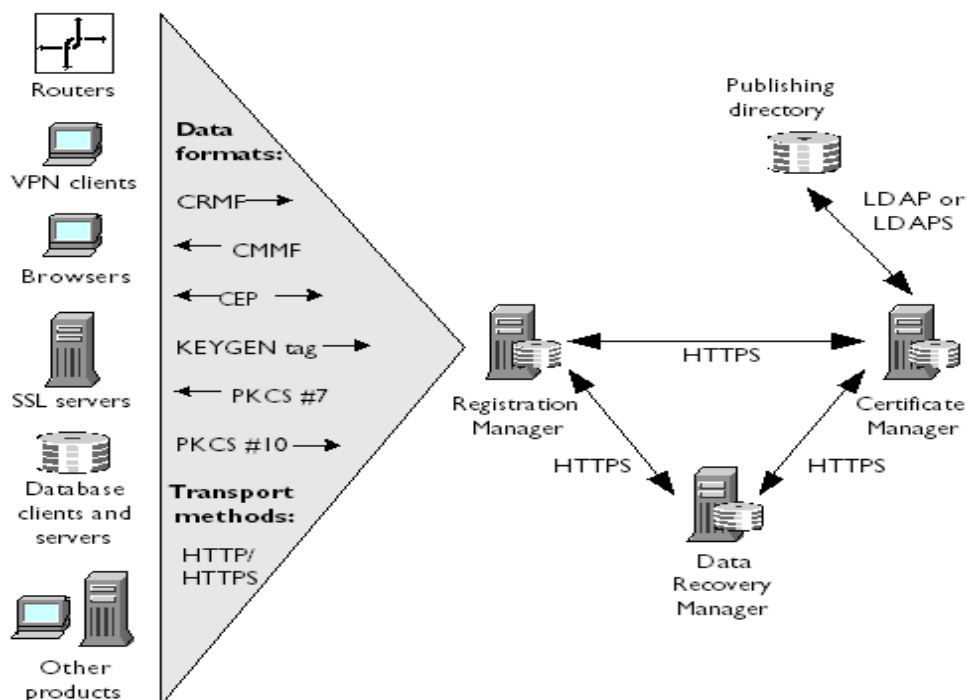 Routers
VPN clients
Browsers
SSL servers
Database
clients and
servers
Other
products
Data
formats:
CRMF
CMMF
CEP
KEYGEN tag
PKCS #7
PKCS #10
Transport
methods:
HTTP/
HTTPS
Registration
Manager
HTTPS
HTTPS
Data
Recovery
Manager
HTTPS
Certificate
Manager
LDAP or
LDAPS
Publishing
directory